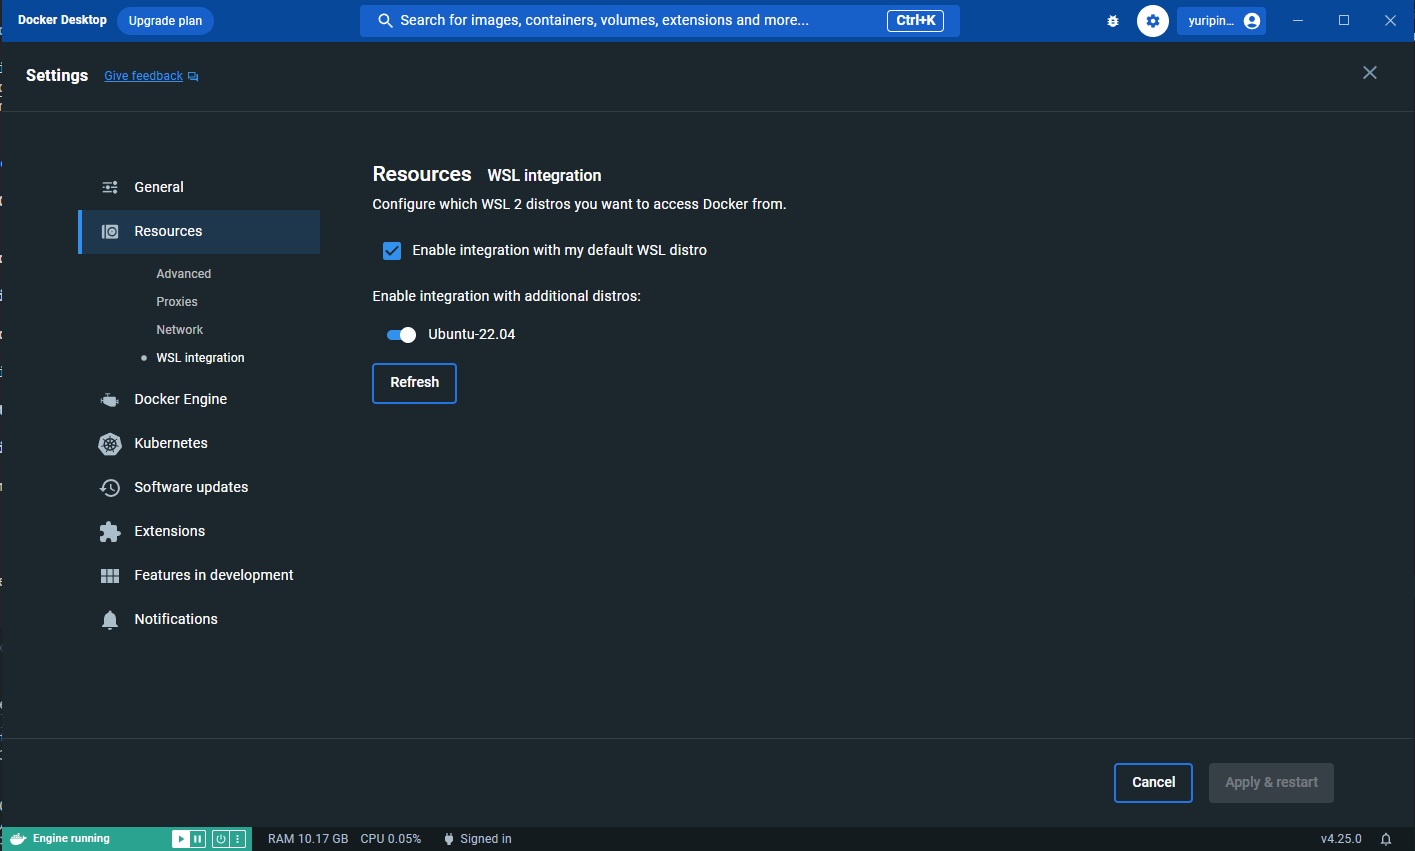 Docker Desktop Upgrade plan Search for images, containers, volumes, extensions and more... Ctrl+K yuripin...
Settings Give feedback
General
Resources
Advanced
Proxies
Network
WSL integration
Docker Engine
Kubernetes
Software updates
Extensions
Features in development
Notifications
Resources WSL integration
Configure which WSL 2 distros you want to access Docker from.
Enable integration with my default WSL distro
Enable integration with additional distros:
Ubuntu-22.04
Refresh
Cancel Apply & restart
Engine running RAM 10.17 GB CPU 0.05% Signed in v4.25.0